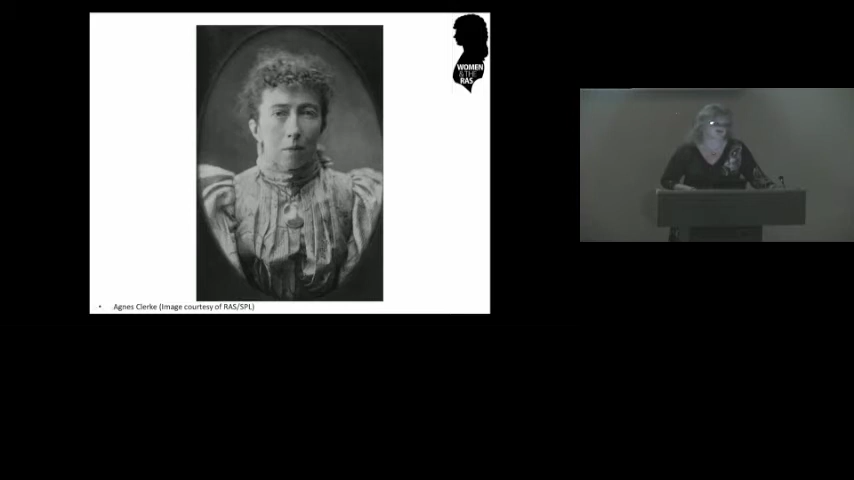 WOMEN
& THE
RAS
• Agnes Clerke (Image courtesy of RAS/SPL)